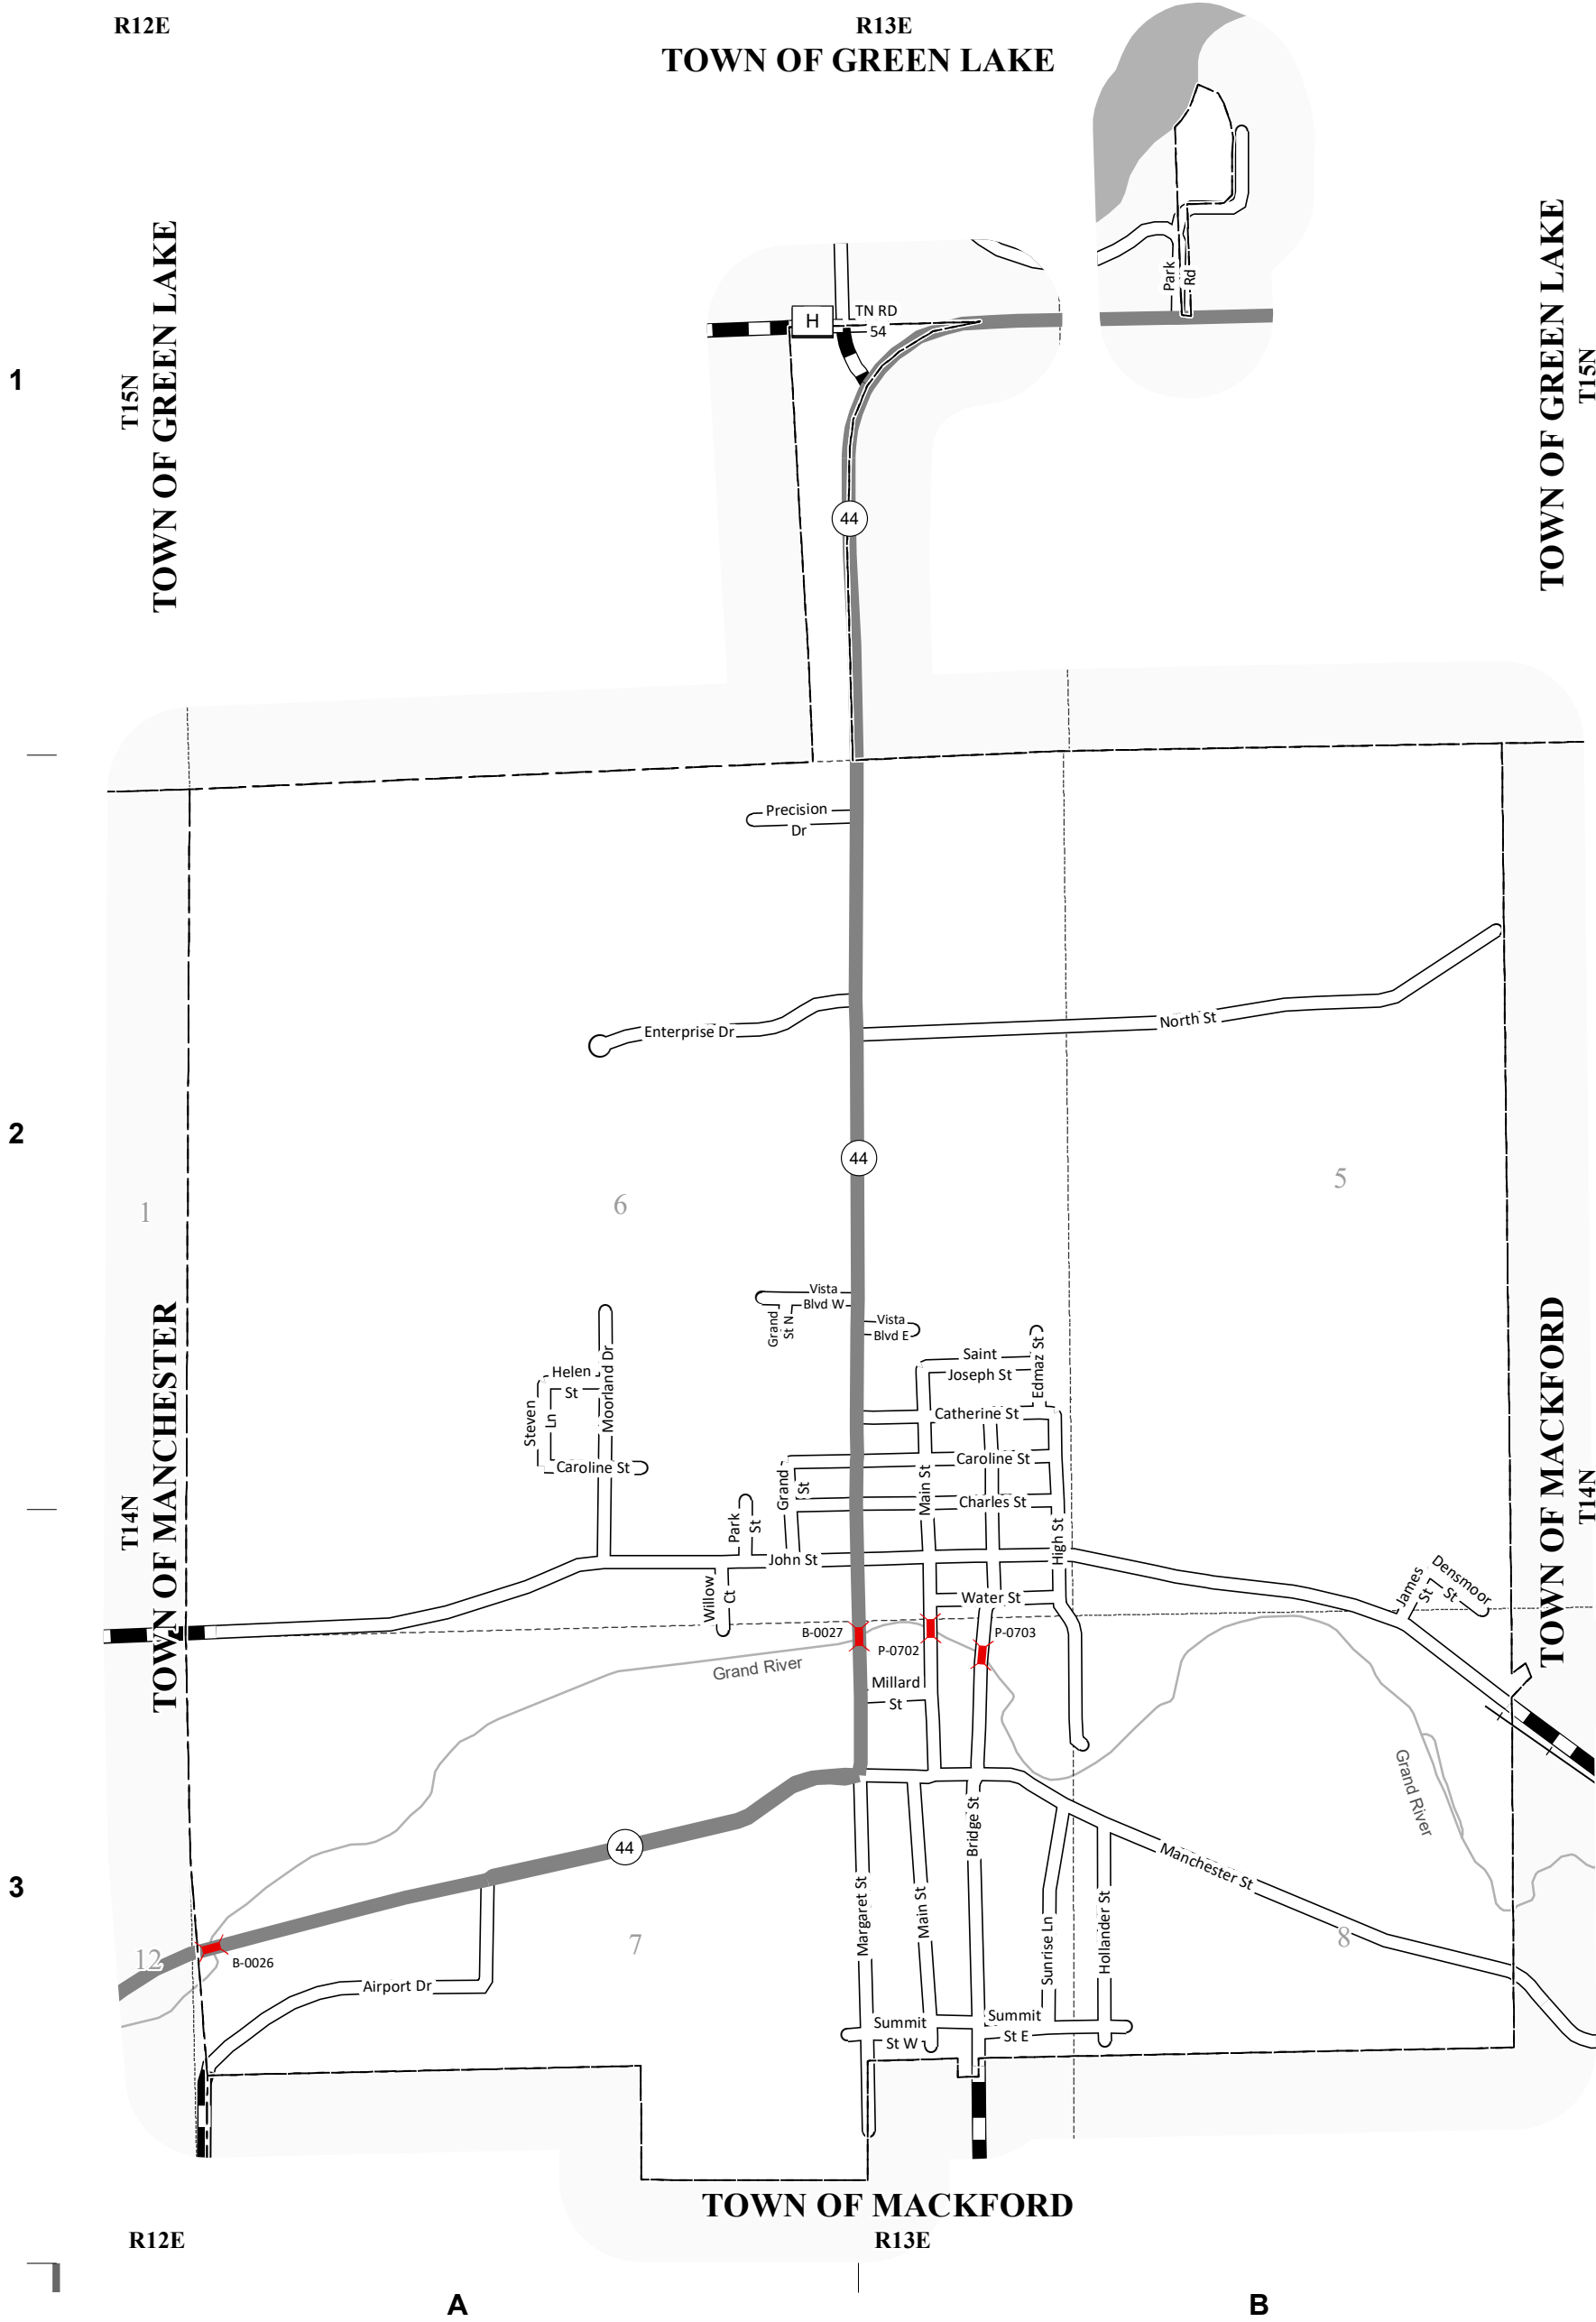 R12E
R13E
TOWN OF GREEN LAKE
TOWN OF GREEN LAKE
T15N
TOWN OF GREEN LAKE
T15N
Park
Rd
H
TN RD
54
1
44
Precision
Dr
Enterprise Dr
North St
2
44
1
6
5
Vista
Blvd W
Grand
St N
Vista
Blvd E
Saint
Joseph St
Edmaz St
Helen
St
Moorland Dr
Steven
Ln
Caroline St
Catherine St
Caroline St
Charles St
Main St
Grand
St
High St
Park
St
John St
Willow
Ct
Water St
James
St
Densmoor
St
TOWN OF MANCHESTER
T14N
TOWN OF MACKFORD
T14N
B-0027
P-0702
P-0703
Grand River
Millard
St
Grand River
44
Bridge St
Manchester St
3
Margaret St
Main St
Sunrise Ln
Hollander St
12
B-0026
7
8
Airport Dr
Summit
St W
Summit
St E
TOWN OF MACKFORD
R12E
R13E
A
B